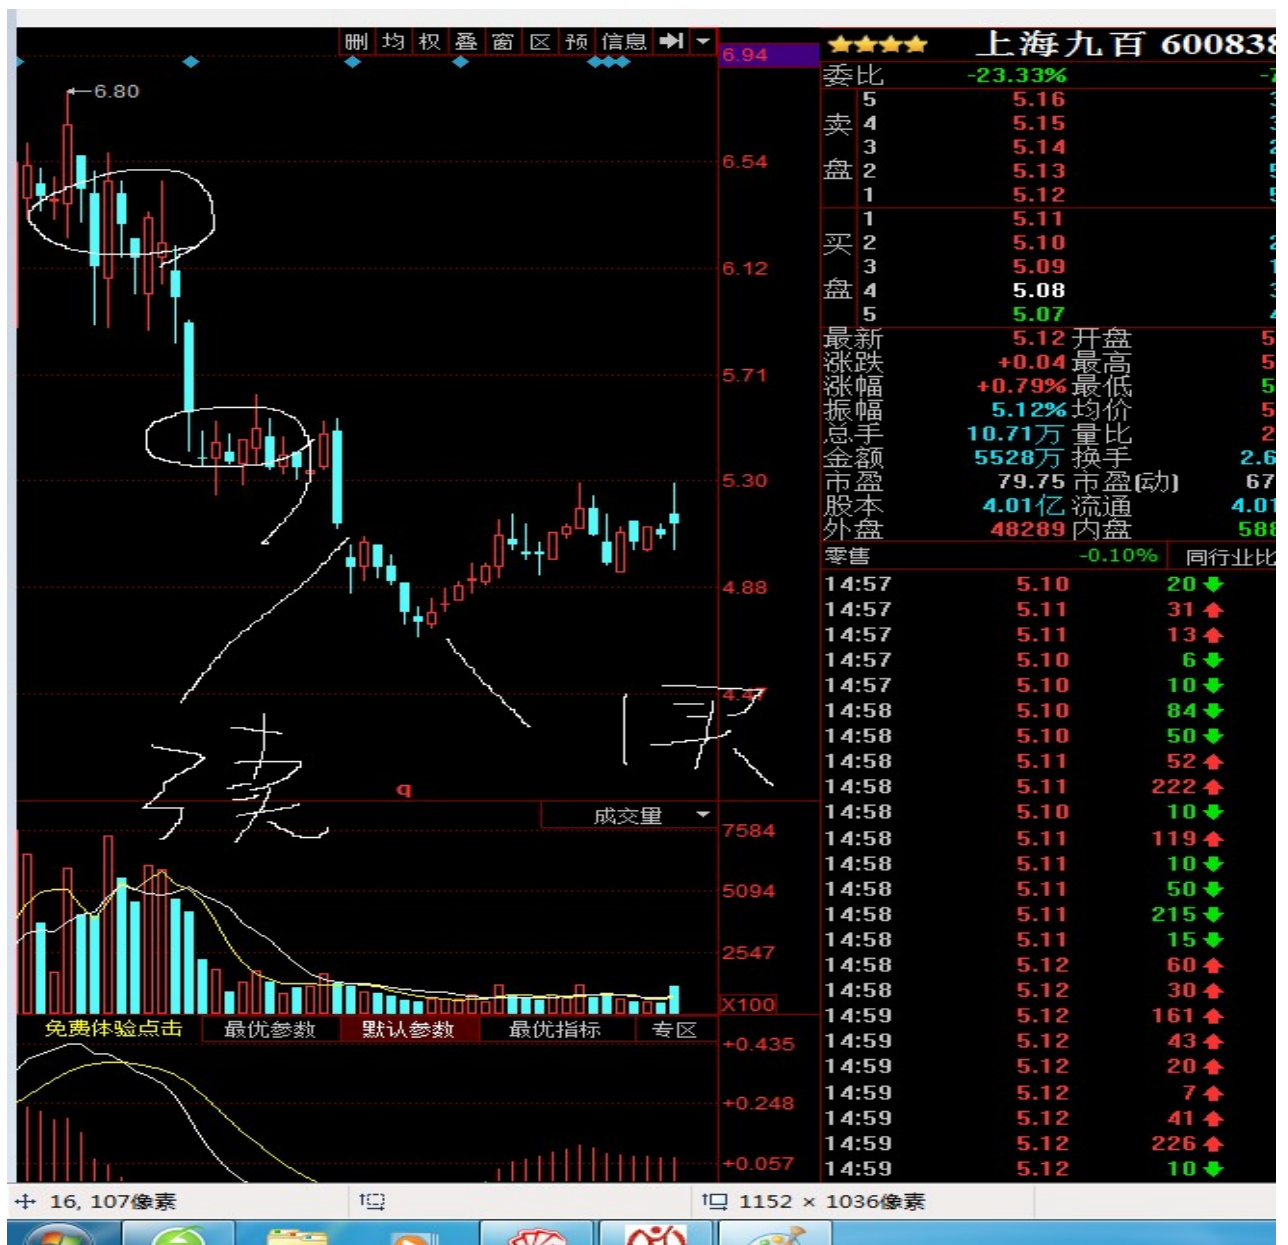 删 均 权 叠 窗 区 预 信息
6.94
6.80
6.54
6.12
5.71
5.30
4.88
4.47
q
成交量
7584
5094
2547
X100
免费体验点击 最优参数 默认参数 最优指标 专区
+0.435
+0.248
+0.057
上海九百 600838
委比 -23.33%
卖盘
5 5.16
4 5.15
3 5.14
2 5.13
1 5.12
买盘
1 5.11
2 5.10
3 5.09
4 5.08
5 5.07
最新 5.12 开盘 5
涨跌 +0.04 最高 5
涨幅 +0.79% 最低 5
振幅 5.12% 均价 5
总手 10.71万 量比 2
金额 5528万 换手 2.6
市盈 79.75 市盈(动) 67
股本 4.01亿 流通 4.01
外盘 48289 内盘 588
零售 -0.10% 同行业比
14:57 5.10 20
14:57 5.11 31
14:57 5.11 13
14:57 5.10 6
14:57 5.10 10
14:58 5.10 84
14:58 5.10 50
14:58 5.11 52
14:58 5.11 222
14:58 5.10 10
14:58 5.11 119
14:58 5.11 10
14:58 5.11 50
14:58 5.11 215
14:58 5.11 15
14:58 5.12 60
14:58 5.12 30
14:59 5.12 161
14:59 5.12 43
14:59 5.12 20
14:59 5.12 7
14:59 5.12 41
14:59 5.12 226
14:59 5.12 10
16, 107像素 1152 × 1036像素